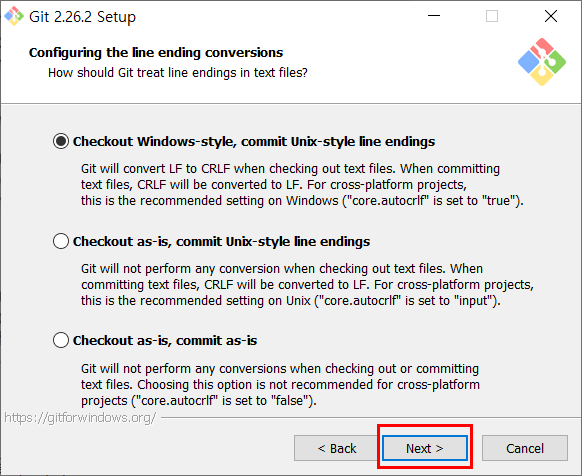 Git 2.26.2 Setup
Configuring the line ending conversions
How should Git treat line endings in text files?
Checkout Windows-style, commit Unix-style line endings
Git will convert LF to CRLF when checking out text files. When committing
text files, CRLF will be converted to LF. For cross-platform projects,
this is the recommended setting on Windows ("core.autocrlf" is set to "true").
Checkout as-is, commit Unix-style line endings
Git will not perform any conversion when checking out text files. When
committing text files, CRLF will be converted to LF. For cross-platform projects,
this is the recommended setting on Unix ("core.autocrlf" is set to "input").
Checkout as-is, commit as-is
Git will not perform any conversions when checking out or committing
text files. Choosing this option is not recommended for cross-platform
projects ("core.autocrlf" is set to "false").
https://gitforwindows.org/
< Back
Next >
Cancel